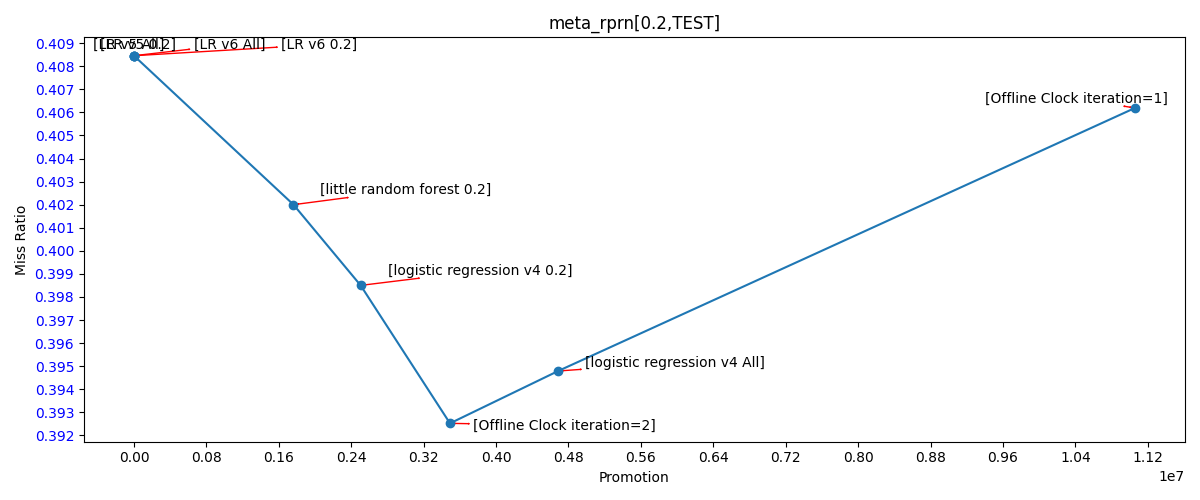 meta_rprn[0.2,TEST]
[LR v6 All]
[LR v6 0.2]
[Offline Clock iteration=1]
[little random forest 0.2]
[logistic regression v4 0.2]
[logistic regression v4 All]
[Offline Clock iteration=2]
Miss Ratio
0.409
0.408
0.407
0.406
0.405
0.404
0.403
0.402
0.401
0.400
0.399
0.398
0.397
0.396
0.395
0.394
0.393
0.392
0.00 0.08 0.16 0.24 0.32 0.40 0.48 0.56 0.64 0.72 0.80 0.88 0.96 1.04 1.12
1e7
Promotion